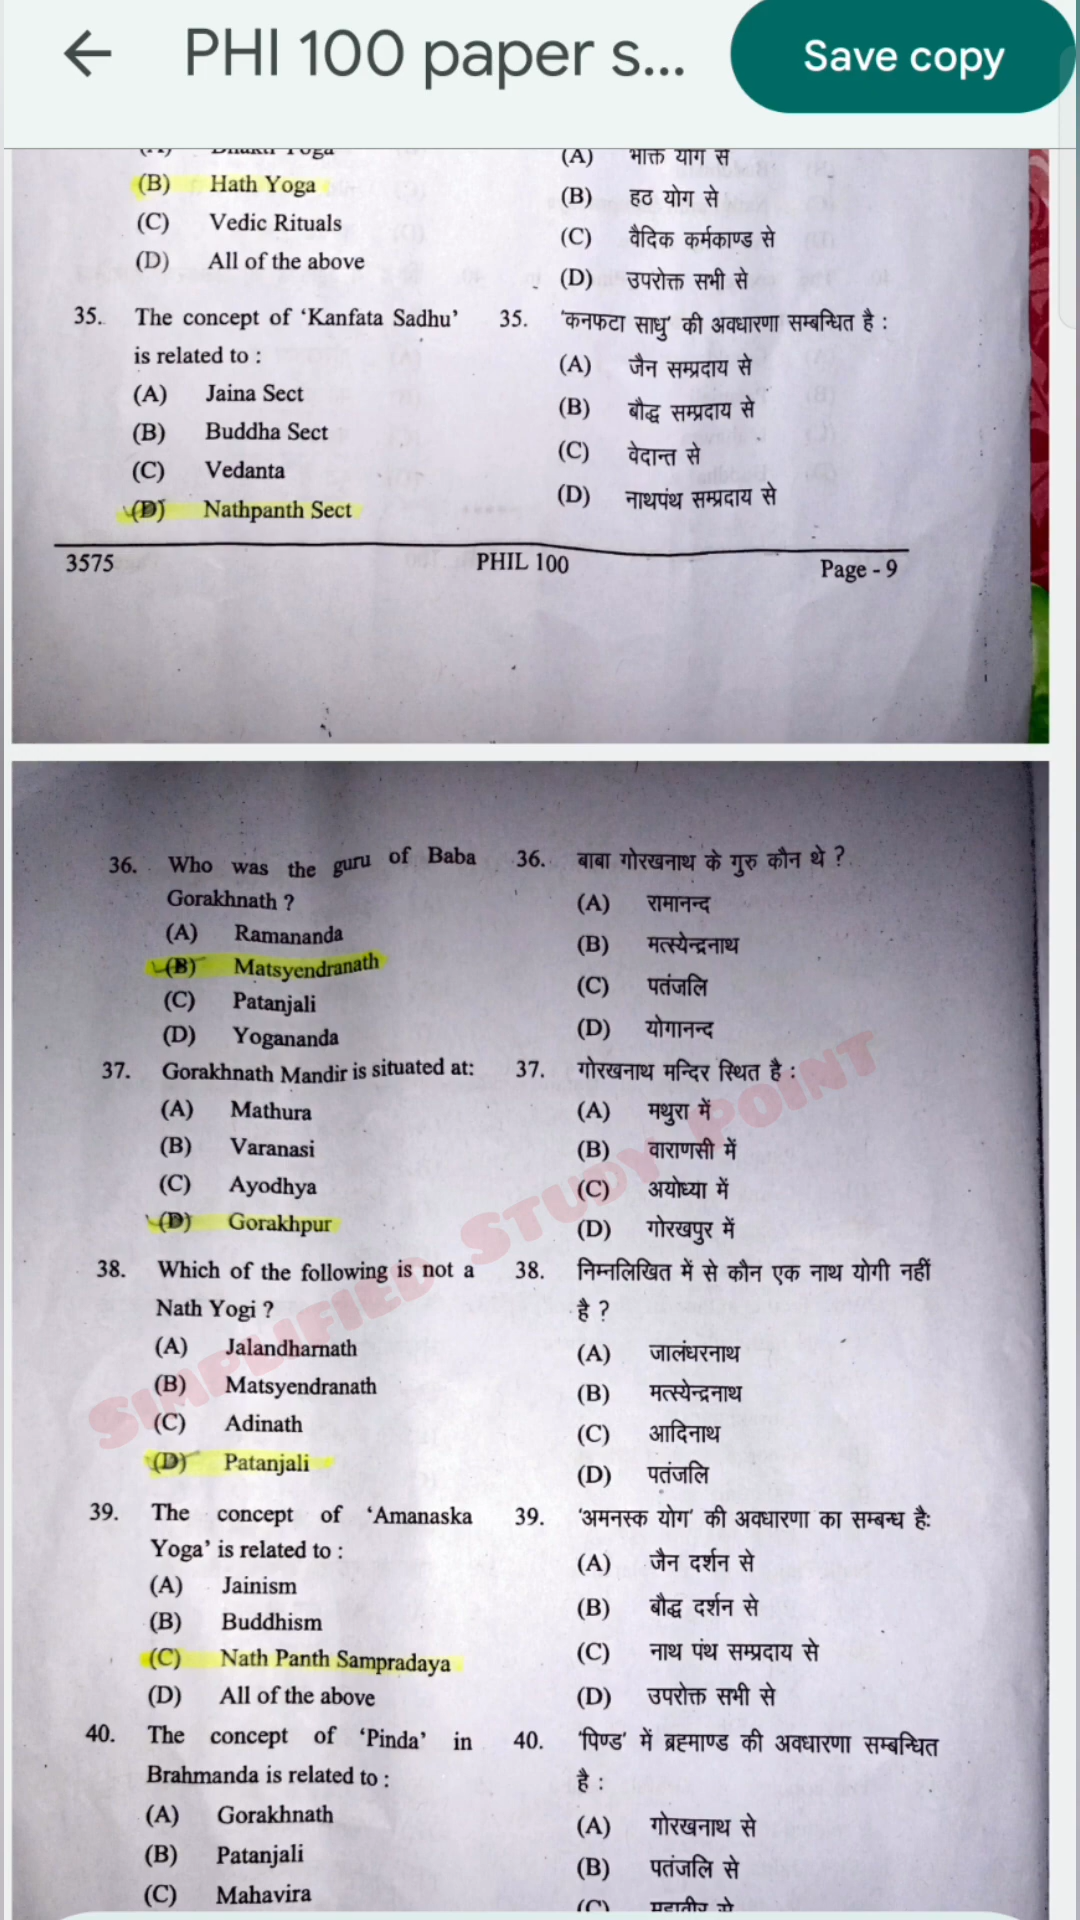 PHI 100 paper s...
Save copy
(B) Hath Yoga
(C) Vedic Rituals
(D) All of the above
(A) भक्ति योग से
(B) हठ योग से
(C) वैदिक कर्मकाण्ड से
(D) उपरोक्त सभी से
35. The concept of ‘Kanfata Sadhu’
is related to :
(A) Jaina Sect
(B) Buddha Sect
(C) Vedanta
(D) Nathpanth Sect
35. ‘कनफटा साधु’ की अवधारणा सम्बन्धित है :
(A) जैन सम्प्रदाय से
(B) बौद्ध सम्प्रदाय से
(C) वेदान्त से
(D) नाथपंथ सम्प्रदाय से
3575 PHIL 100 Page - 9
36. Who was the guru of Baba
Gorakhnath ?
(A) Ramananda
(B) Matsyendranath
(C) Patanjali
(D) Yogananda
36. बाबा गोरखनाथ के गुरु कौन थे ?
(A) रामानन्द
(B) मत्स्येन्द्रनाथ
(C) पतंजलि
(D) योगानन्द
37. Gorakhnath Mandir is situated at:
(A) Mathura
(B) Varanasi
(C) Ayodhya
(D) Gorakhpur
37. गोरखनाथ मन्दिर स्थित है :
(A) मथुरा में
(B) वाराणसी में
(C) अयोध्या में
(D) गोरखपुर में
38. Which of the following is not a
Nath Yogi ?
(A) Jalandharnath
(B) Matsyendranath
(C) Adinath
(D) Patanjali
38. निम्नलिखित में से कौन एक नाथ योगी नहीं
है ?
(A) जालंधरनाथ
(B) मत्स्येन्द्रनाथ
(C) आदिनाथ
(D) पतंजलि
39. The concept of ‘Amanaska
Yoga’ is related to :
(A) Jainism
(B) Buddhism
(C) Nath Panth Sampradaya
(D) All of the above
39. ‘अमनस्क योग’ की अवधारणा का सम्बन्ध है:
(A) जैन दर्शन से
(B) बौद्ध दर्शन से
(C) नाथ पंथ सम्प्रदाय से
(D) उपरोक्त सभी से
40. The concept of ‘Pinda’ in
Brahmanda is related to :
(A) Gorakhnath
(B) Patanjali
(C) Mahavira
40. ‘पिण्ड’ में ब्रह्माण्ड की अवधारणा सम्बन्धित
है :
(A) गोरखनाथ से
(B) पतंजलि से
SIMPLIFIED STUDY POINT